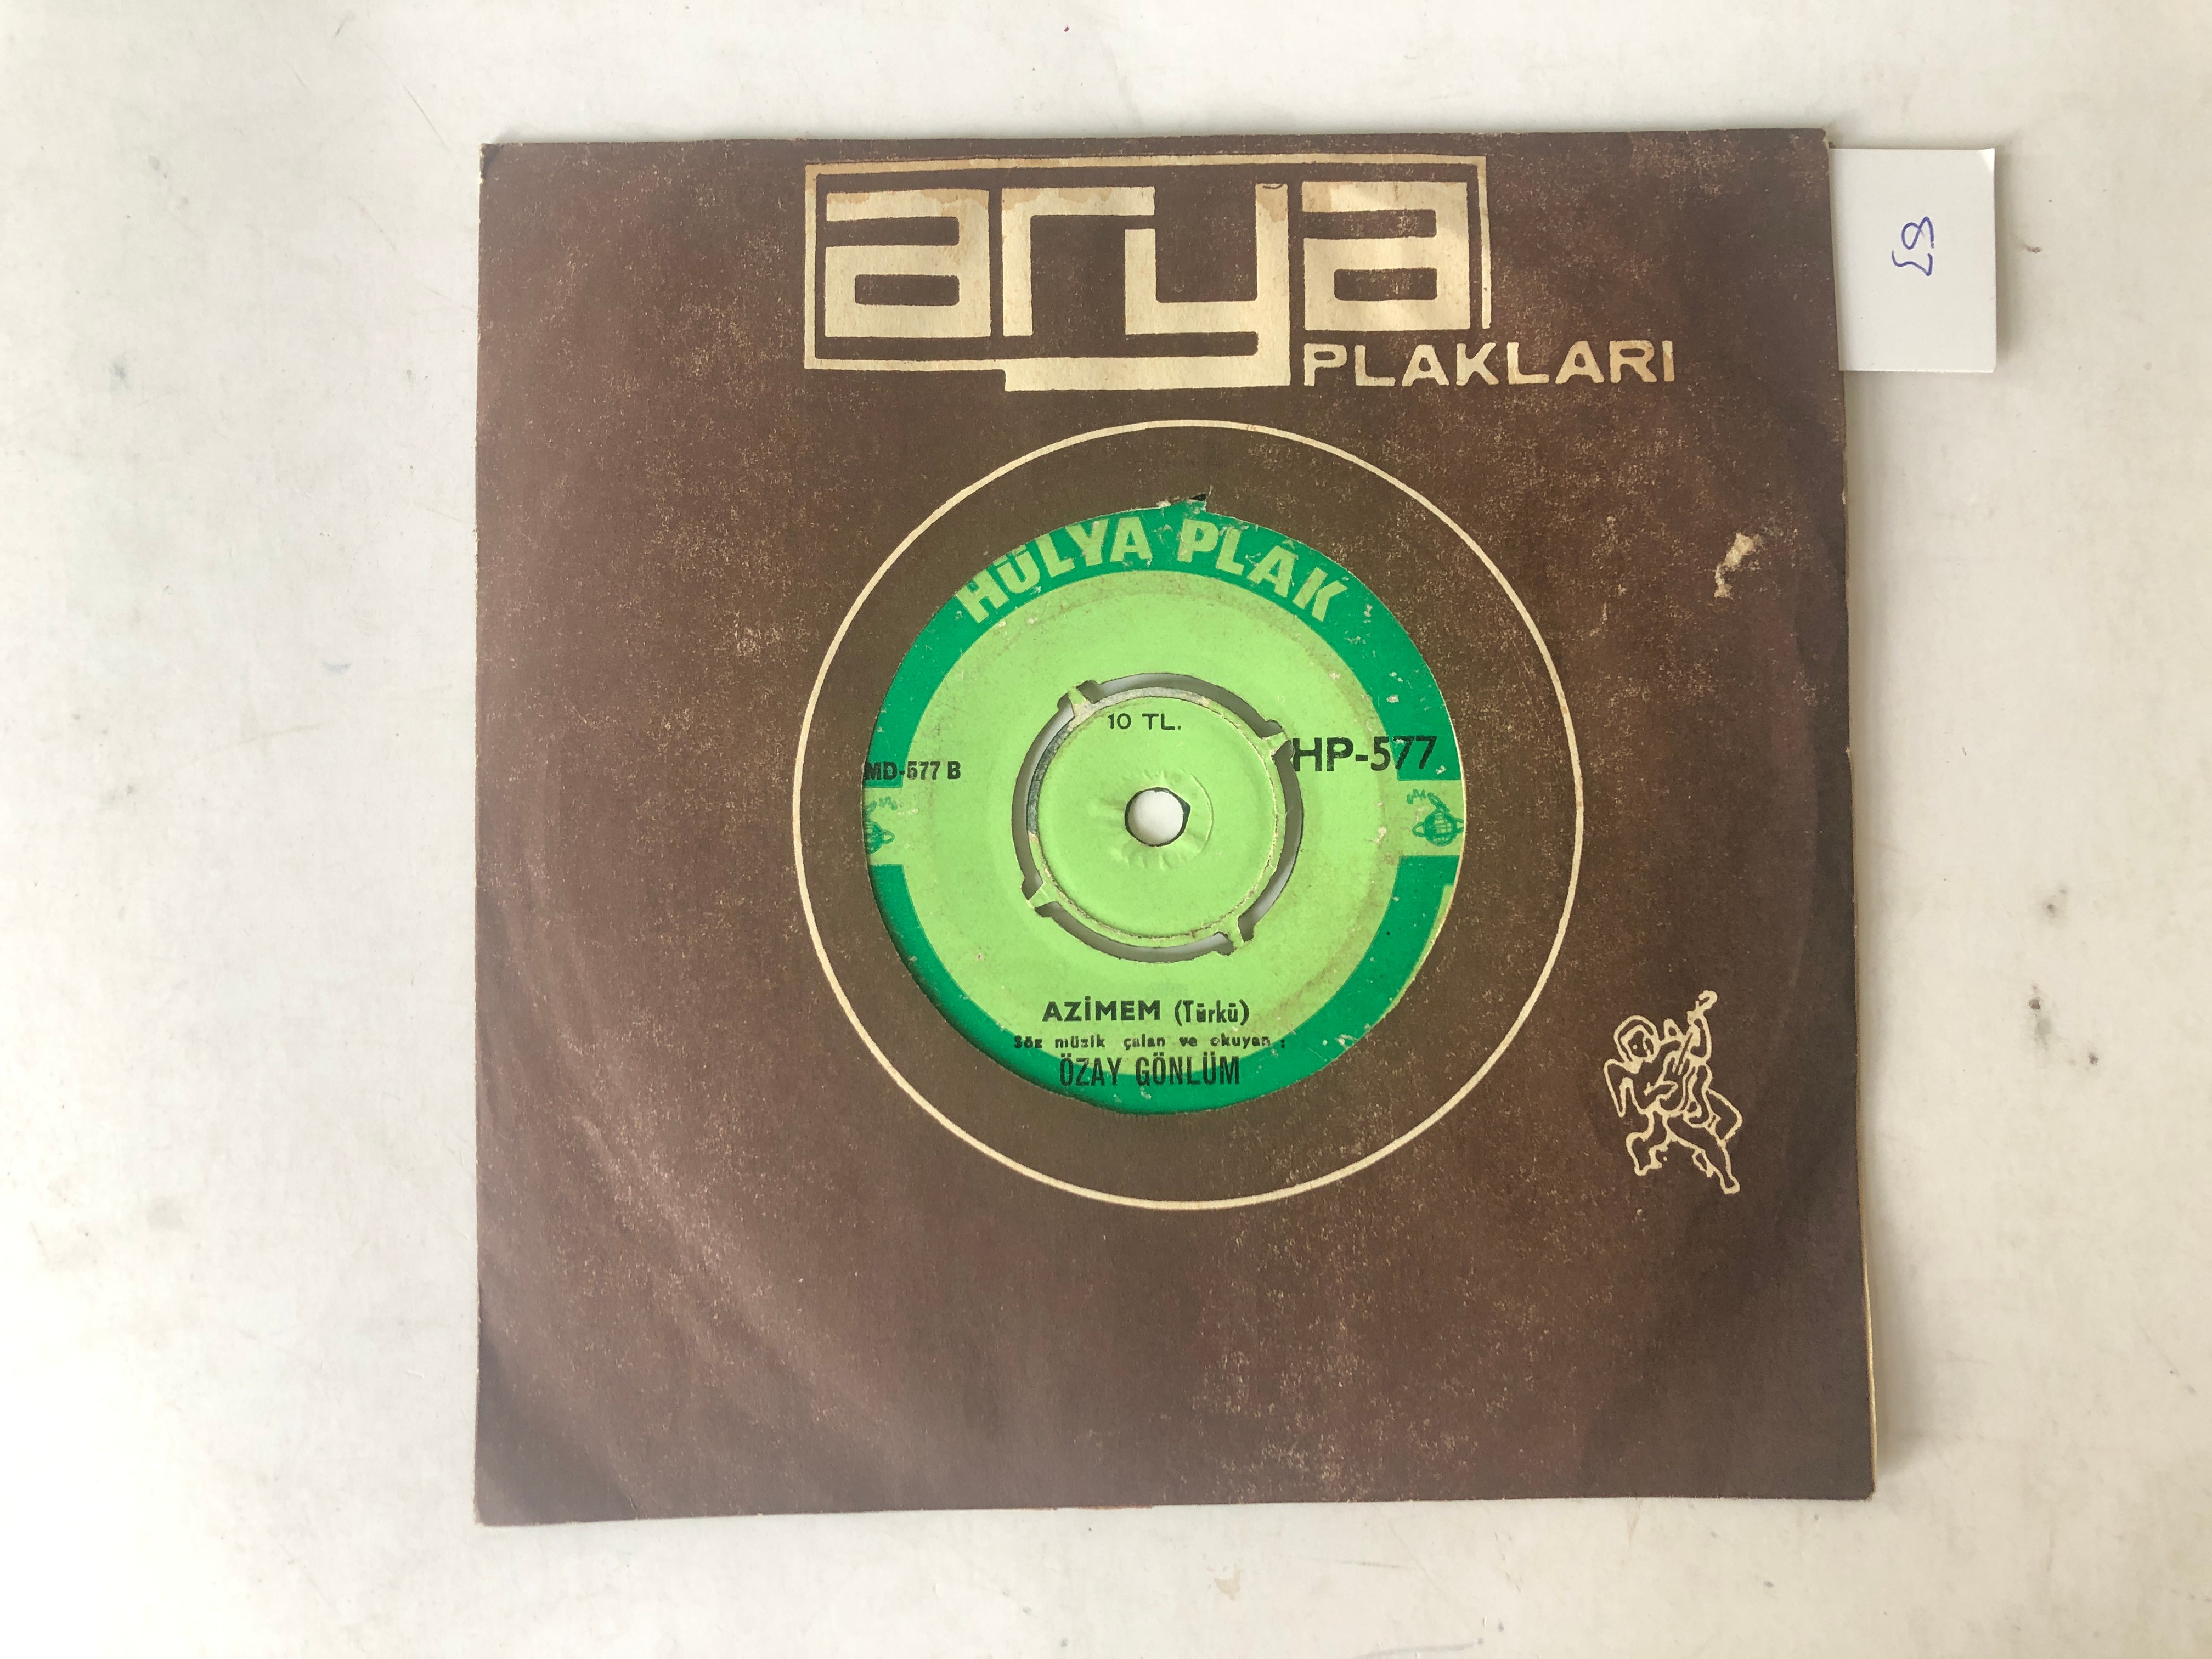 arya
PLAKLARI
63
HÜLYA PLAK
10 TL.
MD-577 B
HP-577
AZİMEM (Türkü)
Söz müzik çalan ve okuyan :
ÖZAY GÖNLÜM